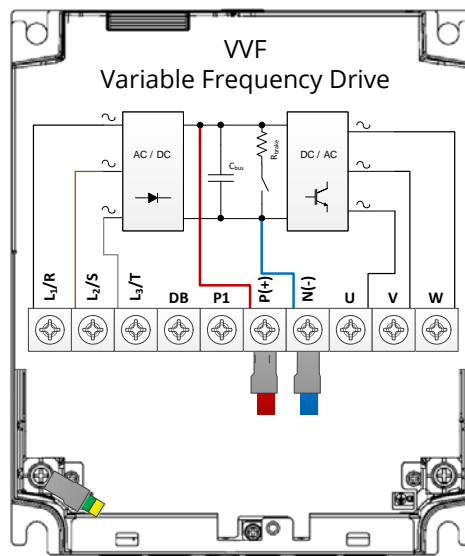 VVF
Variable Frequency Drive
AC / DC
Cbus
Rbrake
DC / AC
L1/R
L2/S
L3/T
DB
P1
P(+)
N(-)
U
V
W